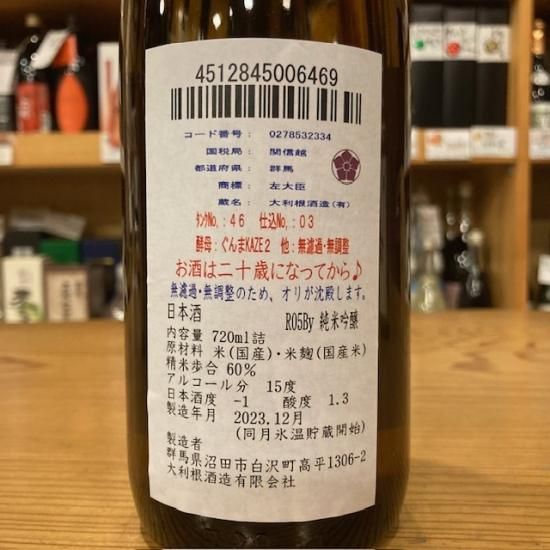 4512845006469
コード番号： 0278532334
国税局： 関信越
都道府県： 群馬
商標： 左大臣
蔵名： 大利根酒造(有)
ﾀﾝｸNo,：46 仕込No,：03
酵母：ぐんまKAZE2 他：無濾過・無調整
お酒は二十歳になってから♪
無濾過・無調整のため、オリが沈殿します。
日本酒 R05By 純米吟醸
内容量 720ml詰
原材料 米(国産)・米麹(国産米)
精米歩合 60%
アルコール分 15度
日本酒度 -1 酸度 1.3
製造年月 2023.12月
(同月氷温貯蔵開始)
製造者
群馬県沼田市白沢町高平1306-2
大利根酒造有限会社